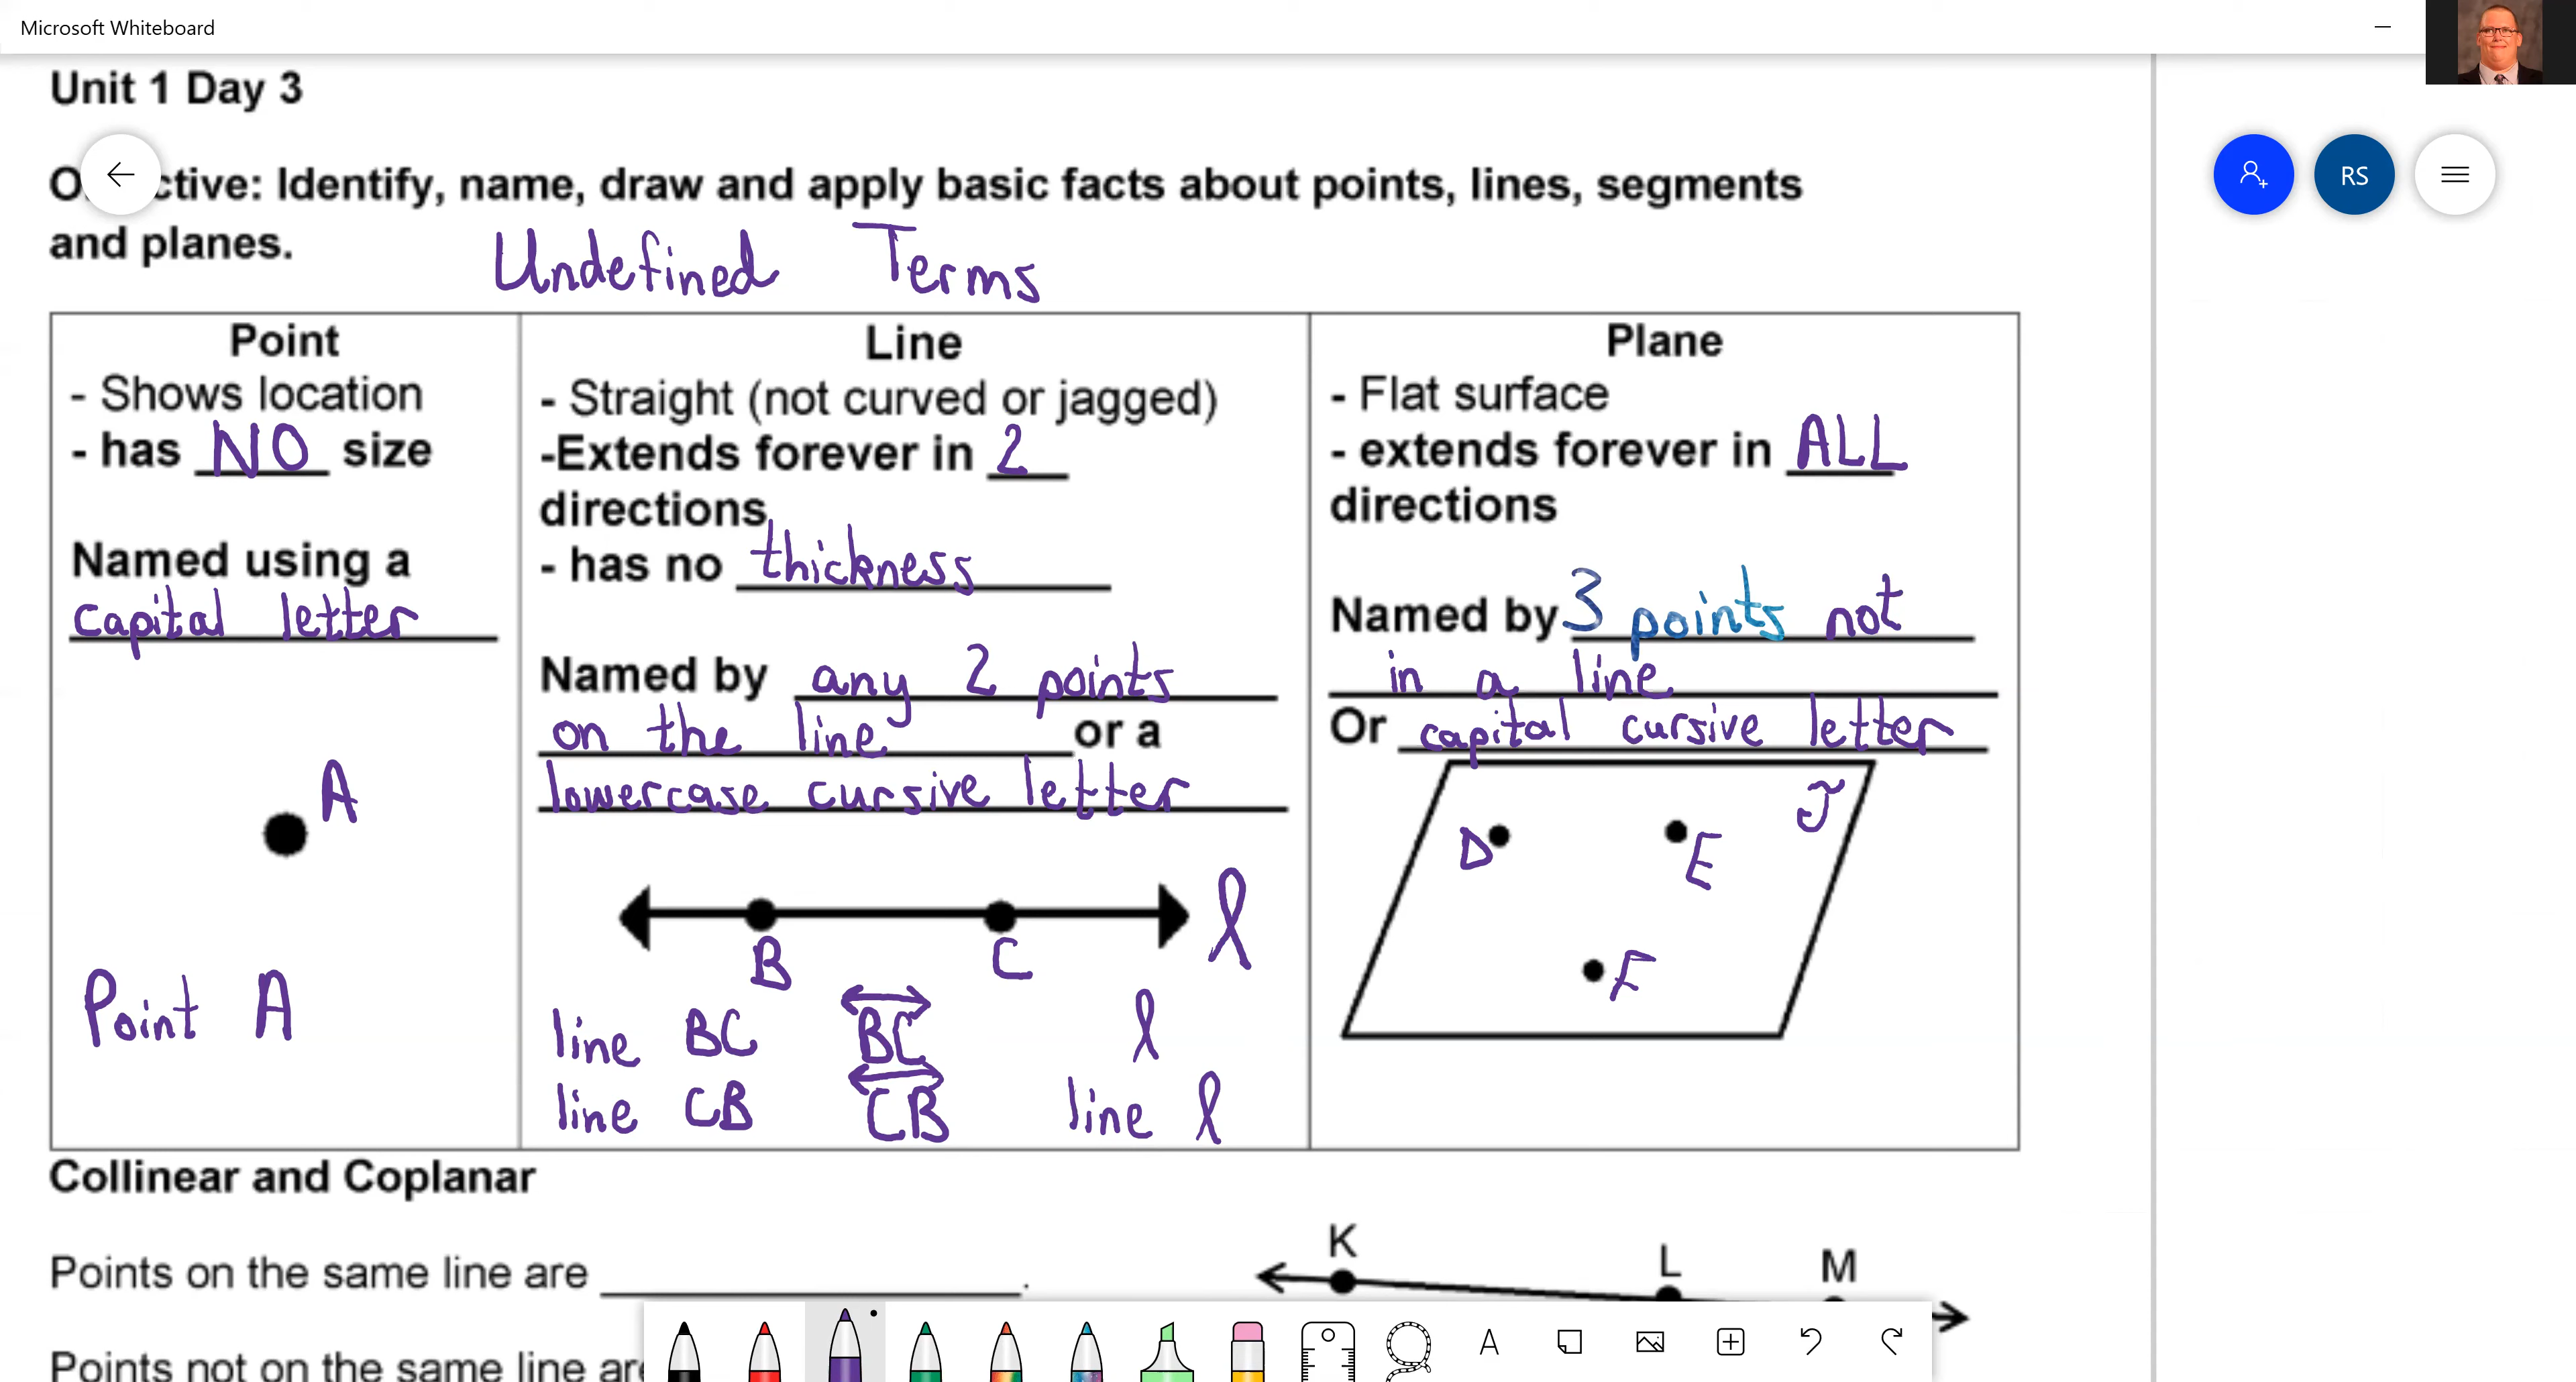 Microsoft Whiteboard
Unit 1 Day 3
RS
ctive: Identify, name, draw and apply basic facts about points, lines, segments
and planes.
Undefined Terms
Point
- Shows location
- has NO size
Named using a
capital letter
A
Point A
Line
- Straight (not curved or jagged)
-Extends forever in 2
directions
- has no thickness
Named by any 2 points
on the line or a
lowercase cursive letter
B C l
line BC BC l
line CB CB line l
Plane
- Flat surface
- extends forever in ALL
directions
Named by 3 points not
in a line
Or capital cursive letter
D E J
F
Collinear and Coplanar
Points on the same line are ________________.
K L M
Points not on the same line are
A